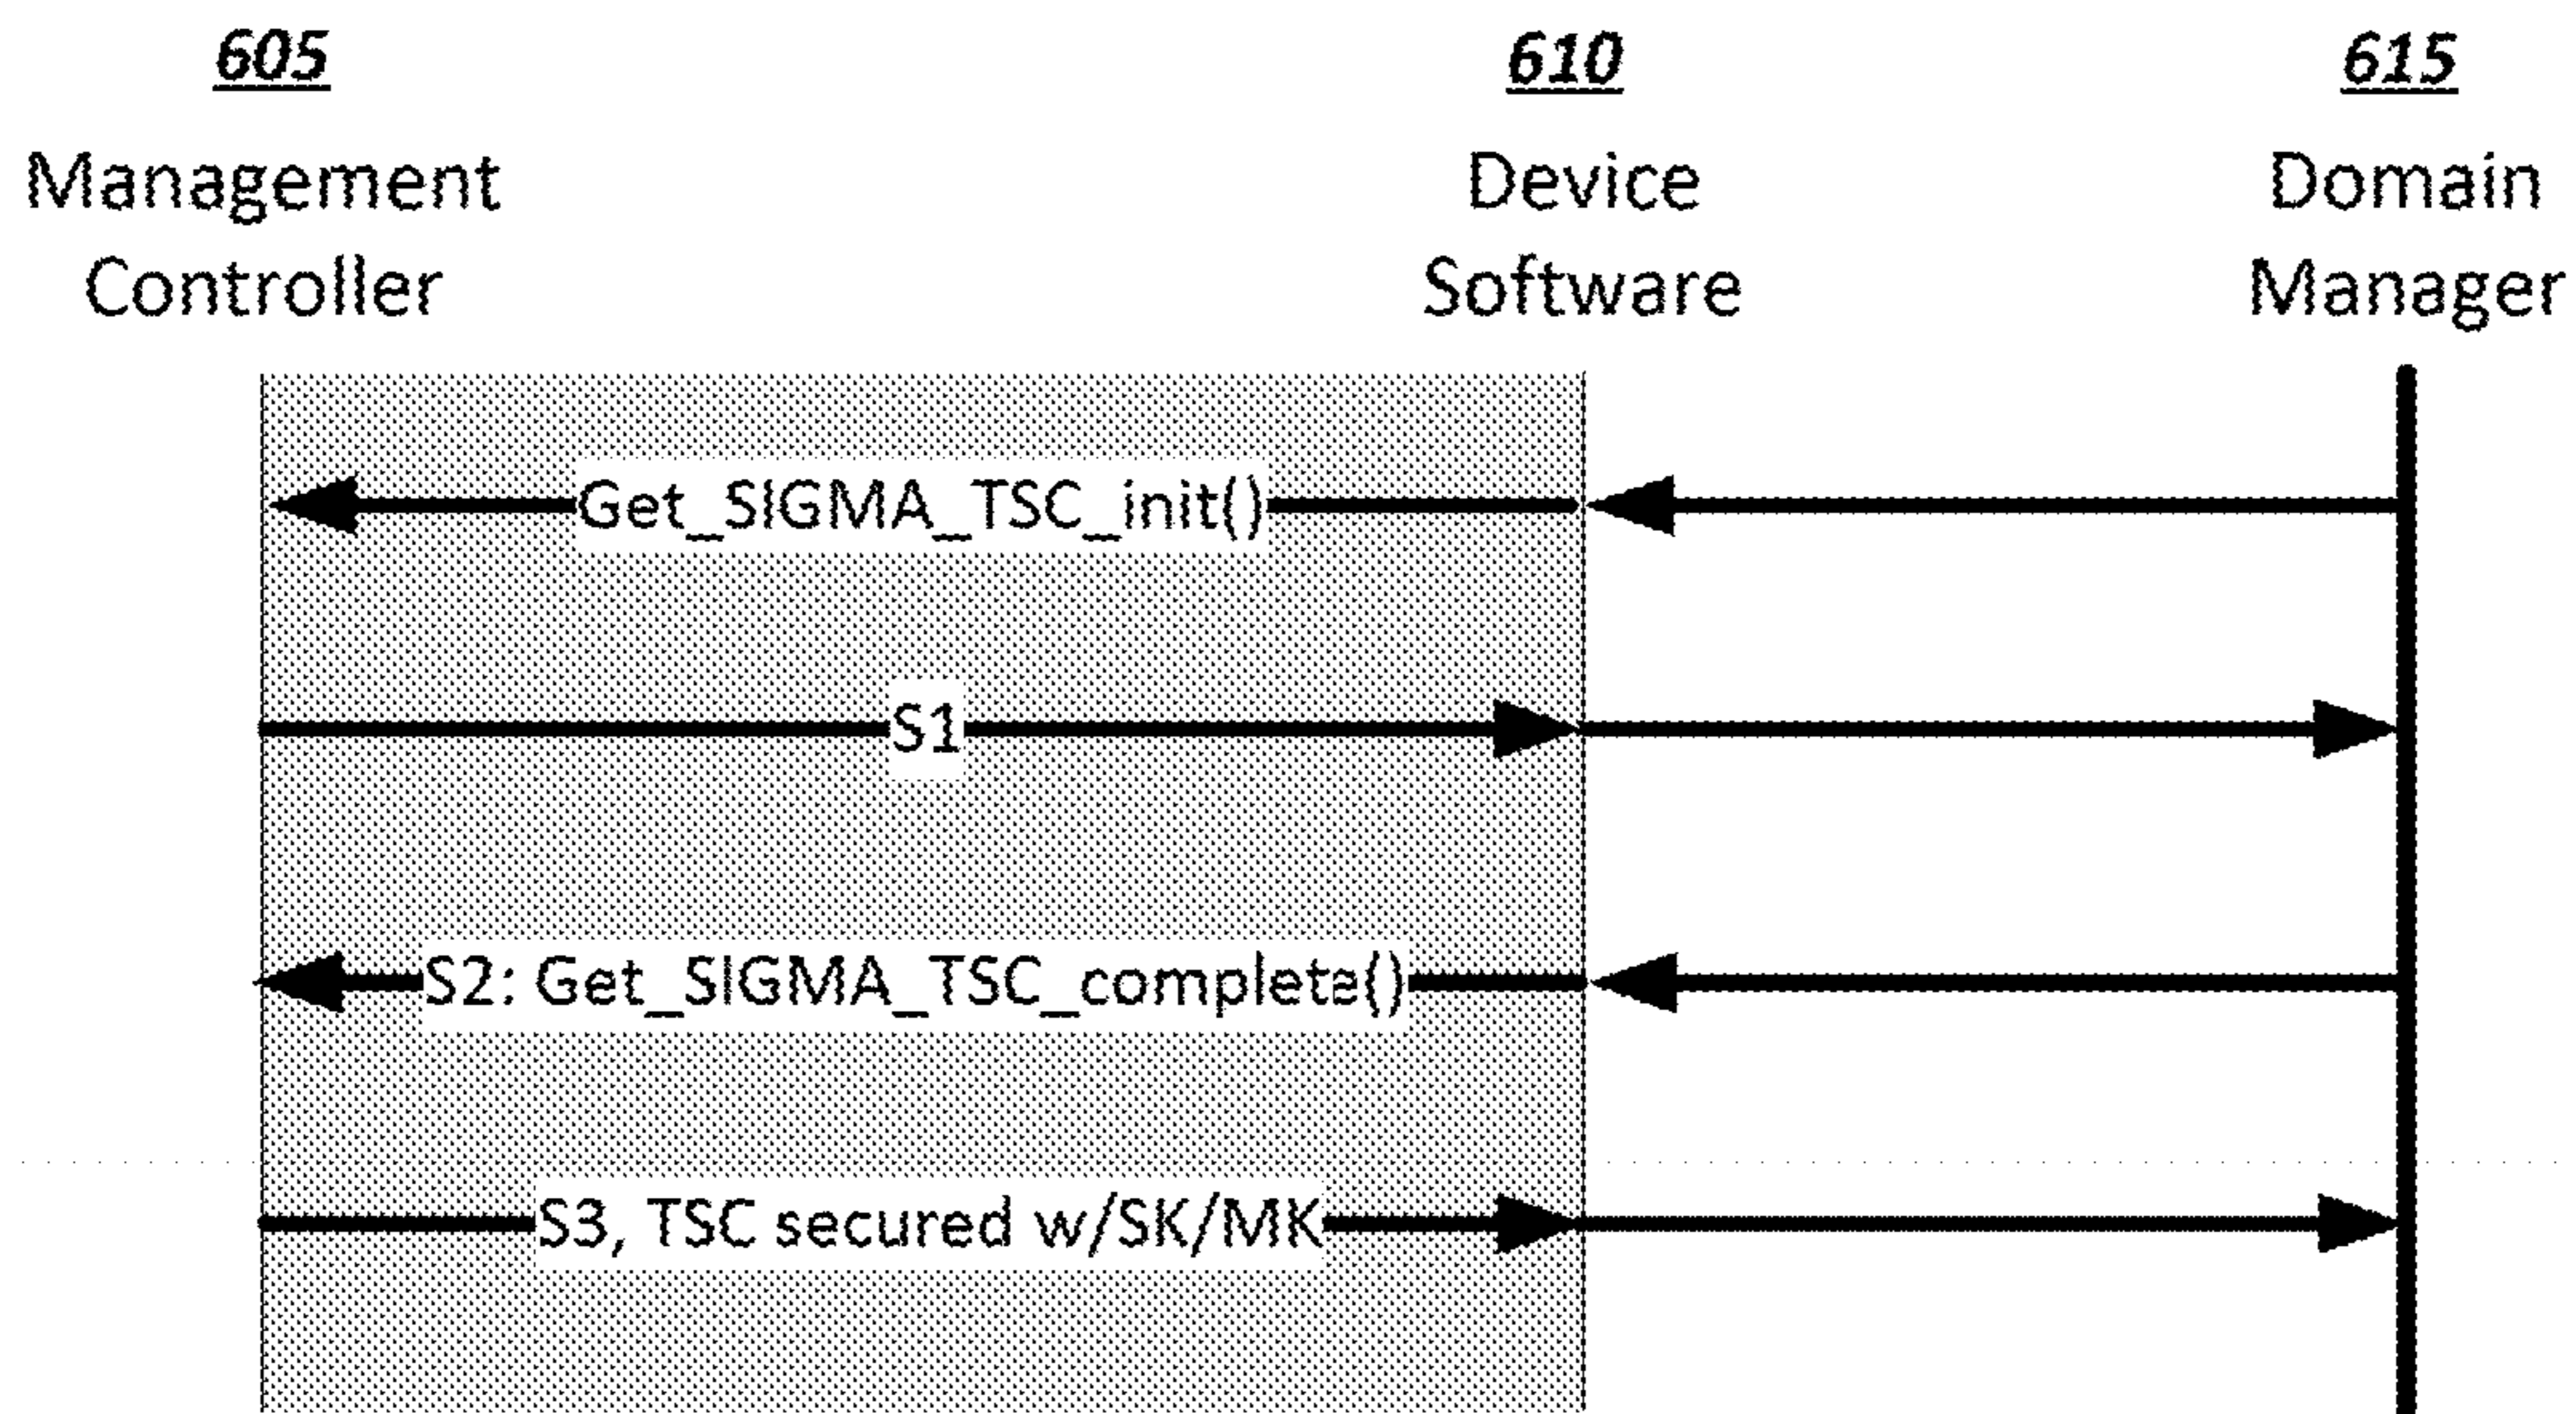 605
610
615
Management
Controller
Device
Software
Domain
Manager
Get_SIGMA_TSC_init()
S1
S2: Get_SIGMA_TSC_complete()
S3, TSC secured w/SK/MK